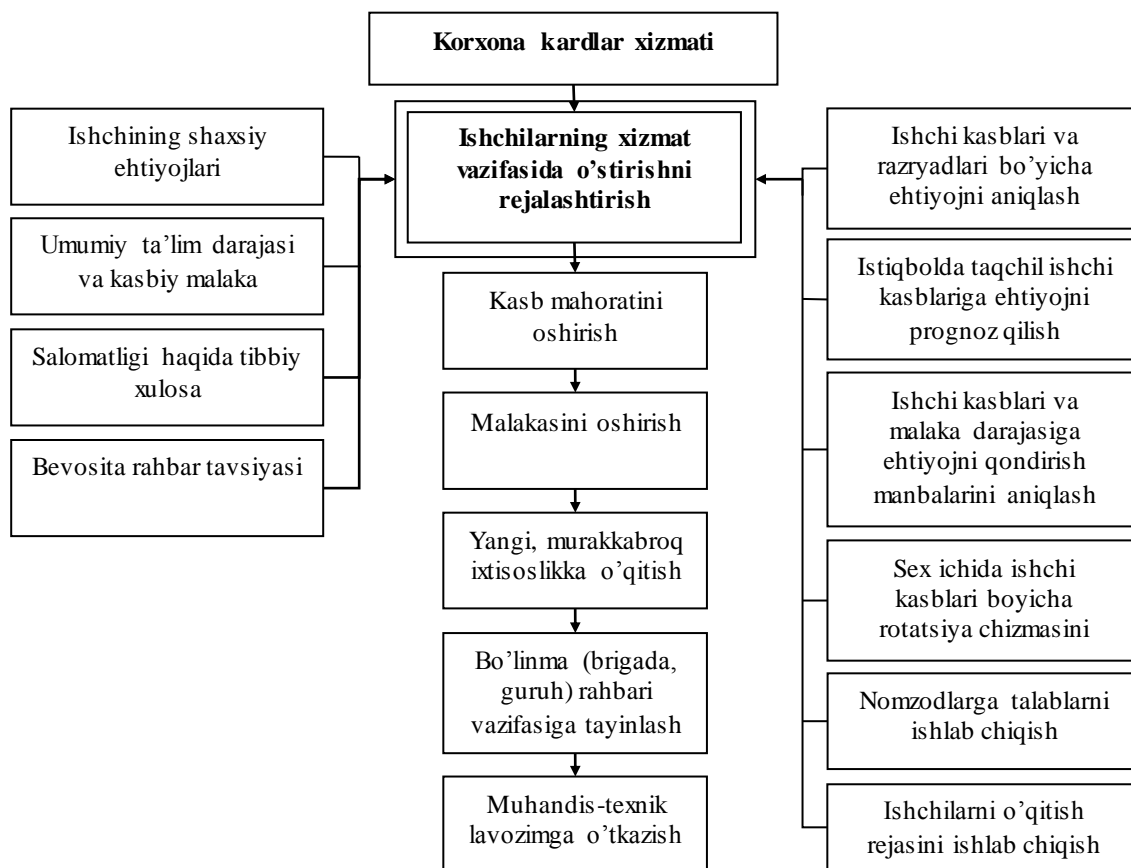 Korxona kardlar xizmati
Ishchilarning xizmat
vazifasida o’stirishni
rejalashtirish
Ishchining shaxsiy
ehtiyojlari
Umumiy ta’lim darajasi
va kasbiy malaka
Salomatligi haqida tibbiy
xulosa
Bevosita rahbar tavsiyasi
Kasb mahoratini
oshirish
Malakasini oshirish
Yangi, murakkabroq
ixtisoslikka o’qitish
Bo’linma (brigada,
guruh) rahbari
vazifasiga tayinlash
Muhandis-texnik
lavozimga o’tkazish
Ishchi kasblari va
razryadlari bo’yicha
ehtiyojni aniqlash
Istiqbolda taqchil ishchi
kasblariga ehtiyojni
prognoz qilish
Ishchi kasblari va
malaka darajasiga
ehtiyojni qondirish
manbalarini aniqlash
Sex ichida ishchi
kasblari boyicha
rotatsiya chizmasini
Nomzodlarga talablarni
ishlab chiqish
Ishchilarni o’qitish
rejasini ishlab chiqish